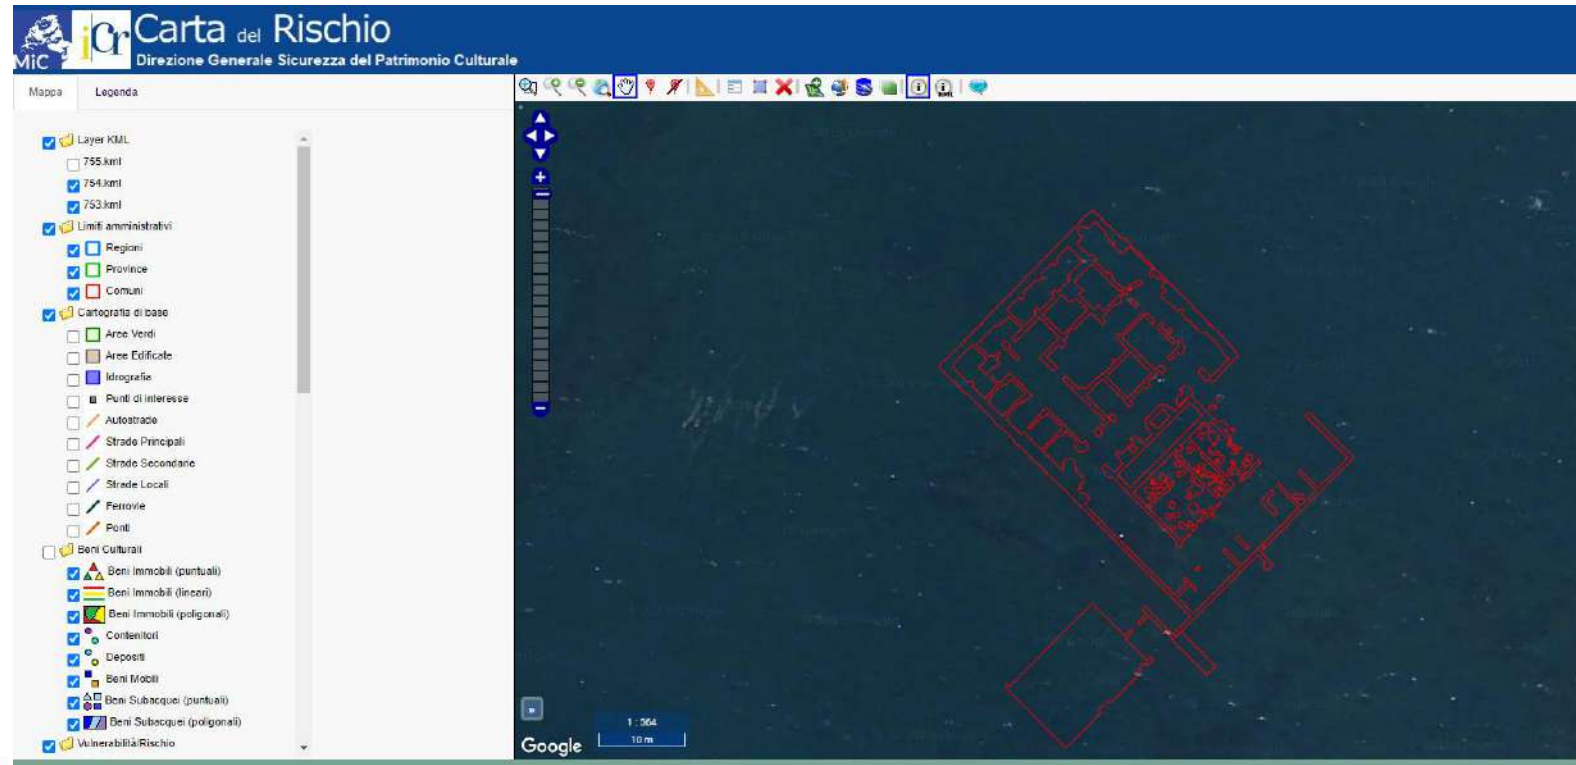 MiC iCr Carta del Rischio
Direzione Generale Sicurezza del Patrimonio Culturale
Mappa Legenda
Layer KML
755.kml
754.kml
753.kml
Limiti amministrativi
Regioni
Province
Comuni
Cartografia di base
Aree Verdi
Aree Edificate
Idrografia
Punti di interesse
Autostrade
Strade Principali
Strade Secondarie
Strade Locali
Ferrovie
Ponti
Beni Culturali
Beni Immobili (puntuali)
Beni Immobili (lineari)
Beni Immobili (poligonali)
Contenitori
Depositi
Beni Mobili
Beni Subacquei (puntuali)
Beni Subacquei (poligonali)
Vulnerabilità/Rischio
1 : 564
10 m
Google